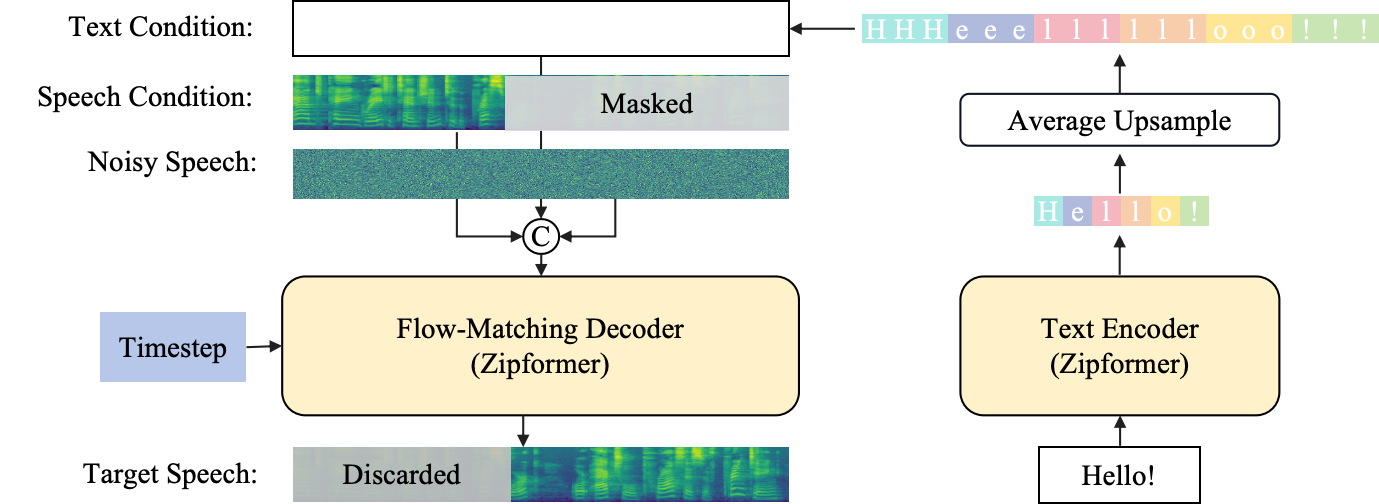 Text Condition:
H H H e e e l l l l l l o o o ! ! !
Speech Condition:
Masked
Average Upsample
Noisy Speech:
H e l l o !
C
Flow-Matching Decoder
(Zipformer)
Text Encoder
(Zipformer)
Timestep
Target Speech:
Discarded
Hello!